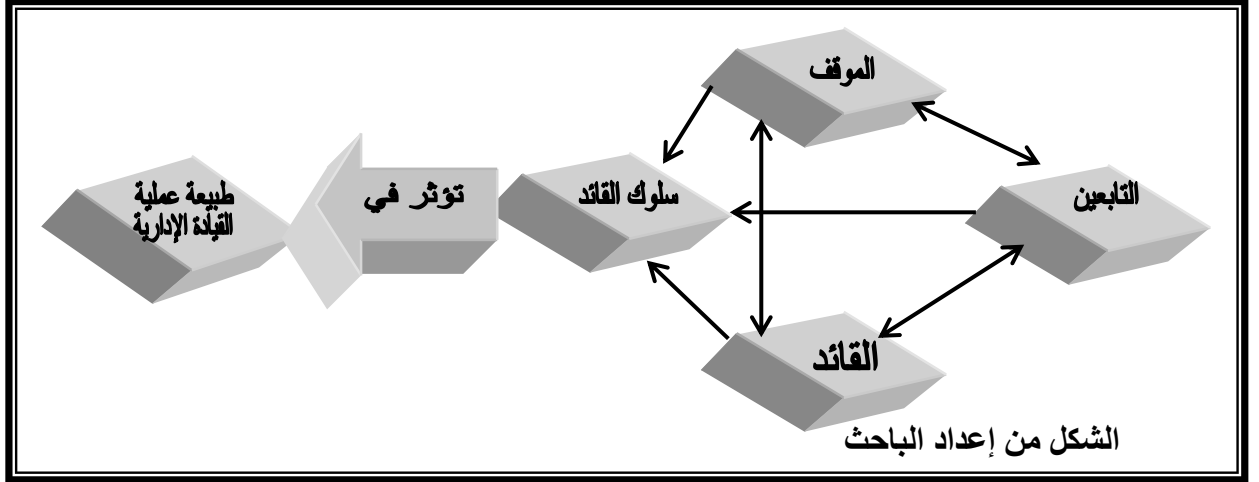 الموقف
التابعين
سلوك القائد
تؤثر في
طبيعة عملية
القيادة الإدارية
القائد
الشكل من إعداد الباحث